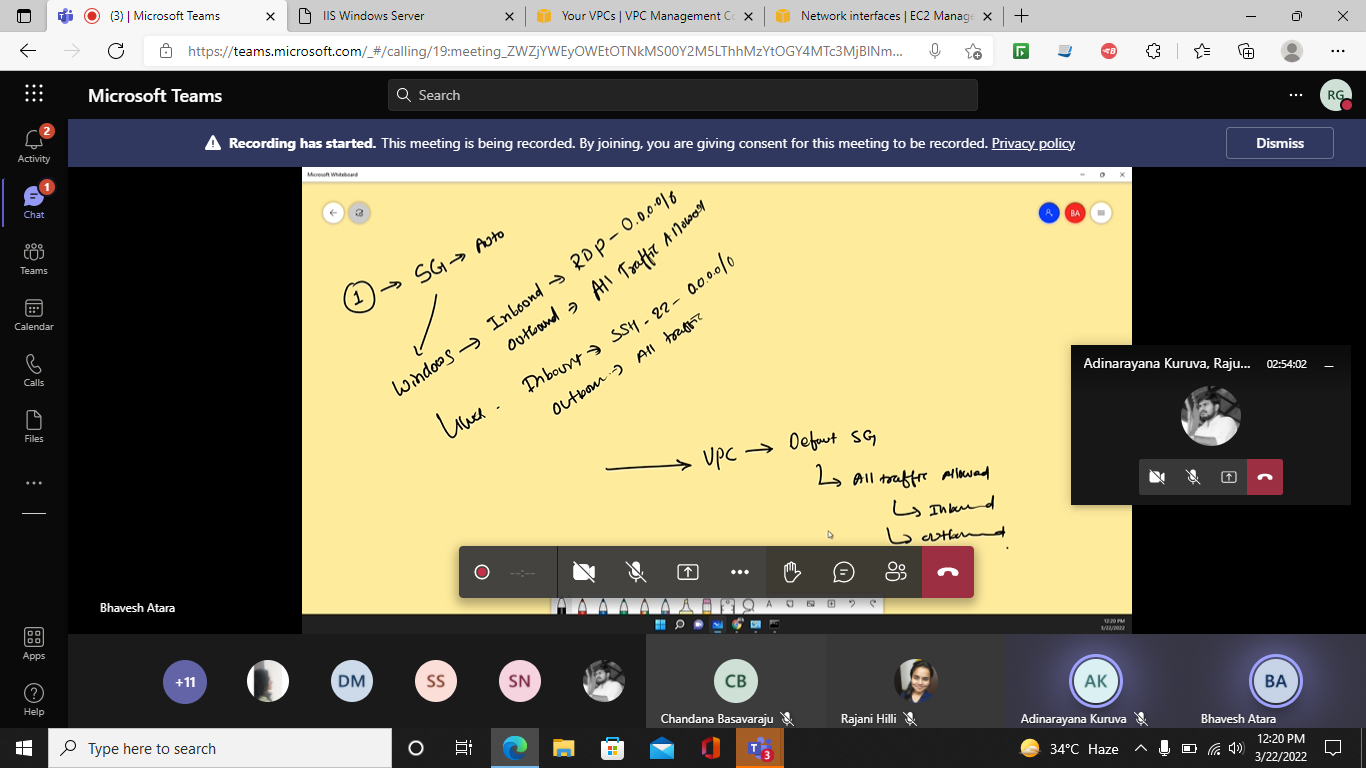 (3) | Microsoft Teams
IIS Windows Server
Your VPCs | VPC Management Co
Network interfaces | EC2 Manage
https://teams.microsoft.com/_#/calling/19:meeting_ZWZjYWEyOWEtOTNkMS00Y2M5LThhMzYtOGY4MTc3MjBlNm...
Microsoft Teams
Search
RG
2
Activity
Recording has started. This meeting is being recorded. By joining, you are giving consent for this meeting to be recorded. Privacy policy
Dismiss
1
Chat
Teams
Calendar
Calls
Files
Apps
Help
Microsoft Whiteboard
BA
1 → SG → Auto
Windows → Inbound → RDP - 0.0.0.0/0
Outbound → All Traffic Allowed
Inbount → SSH - 22 - 0.0.0.0/0
Outboun → All traffic
VPC → Defaut SG
All traffic allowed
Inbound
Outbound
Adinarayana Kuruva, Raju...
02:54:02
--:--
Bhavesh Atara
12:20 PM
3/22/2022
+11
DM
SS
SN
CB
AK
BA
Chandana Basavaraju
Rajani Hilli
Adinarayana Kuruva
Bhavesh Atara
Type here to search
3
34°C Haze
12:20 PM
3/22/2022